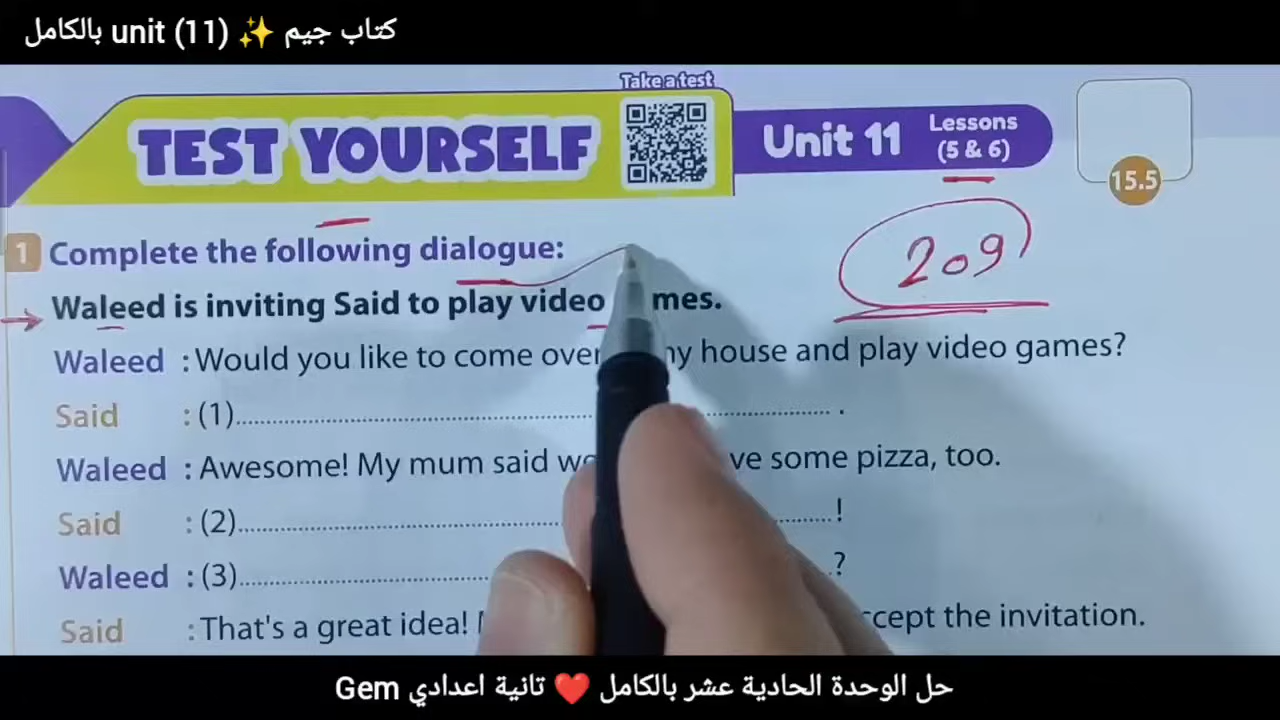 كتاب جيم ✨ unit (11) بالكامل
Take a test
TEST YOURSELF
Unit 11 Lessons (5 & 6)
15.5
209
1 Complete the following dialogue:
Waleed is inviting Said to play video mes.
Waleed : Would you like to come over my house and play video games?
Said : (1) .
Waleed : Awesome! My mum said some pizza, too.
Said : (2) !
Waleed : (3) ?
Said : That's a great idea! the invitation.
حل الوحدة الحادية عشر بالكامل ❤️ تانية اعدادي Gem